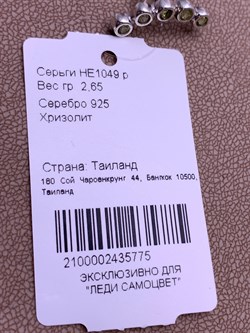 Серьги HE1049 р
Вес гр 2,65
Серебро 925
Хризолит
Страна: Таиланд
180 Сой Чароенкрунг 44, Бангкок 10500,
Таиланд
2100002435775
ЭКСКЛЮЗИВНО ДЛЯ
"ЛЕДИ САМОЦВЕТ"